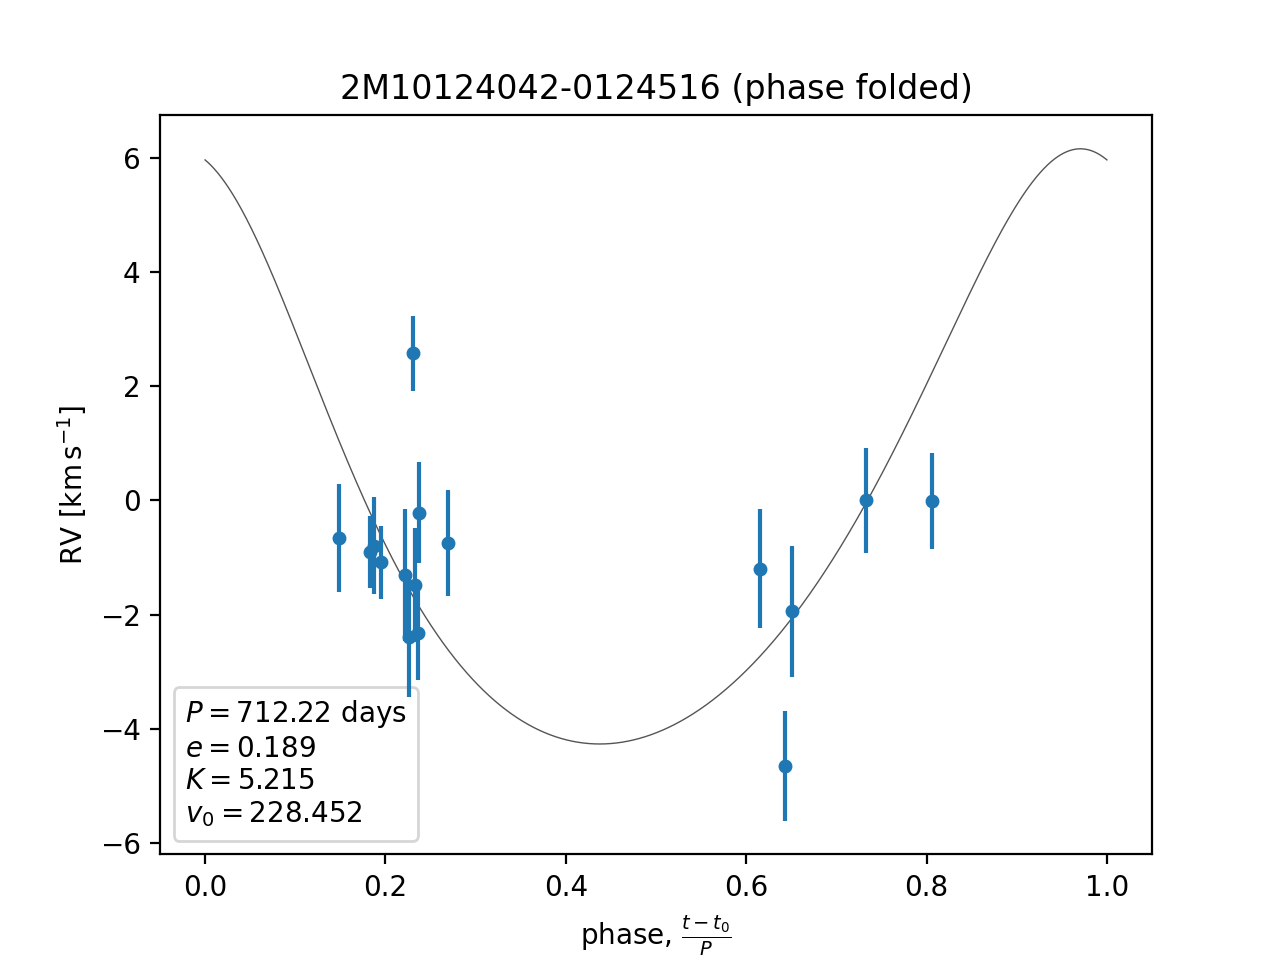 2M10124042-0124516 (phase folded)
6
4
2
0
−2
−4
−6
RV [km s⁻¹]
P = 712.22 days
e = 0.189
K = 5.215
v₀ = 228.452
0.0 0.2 0.4 0.6 0.8 1.0
phase, (t − t₀)/P